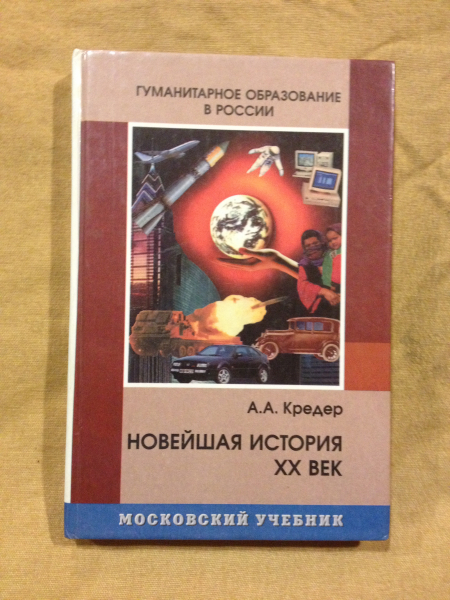 ГУМАНИТАРНОЕ ОБРАЗОВАНИЕ
В РОССИИ
А.А. Кредер
НОВЕЙШАЯ ИСТОРИЯ
XX ВЕК
МОСКОВСКИЙ УЧЕБНИК